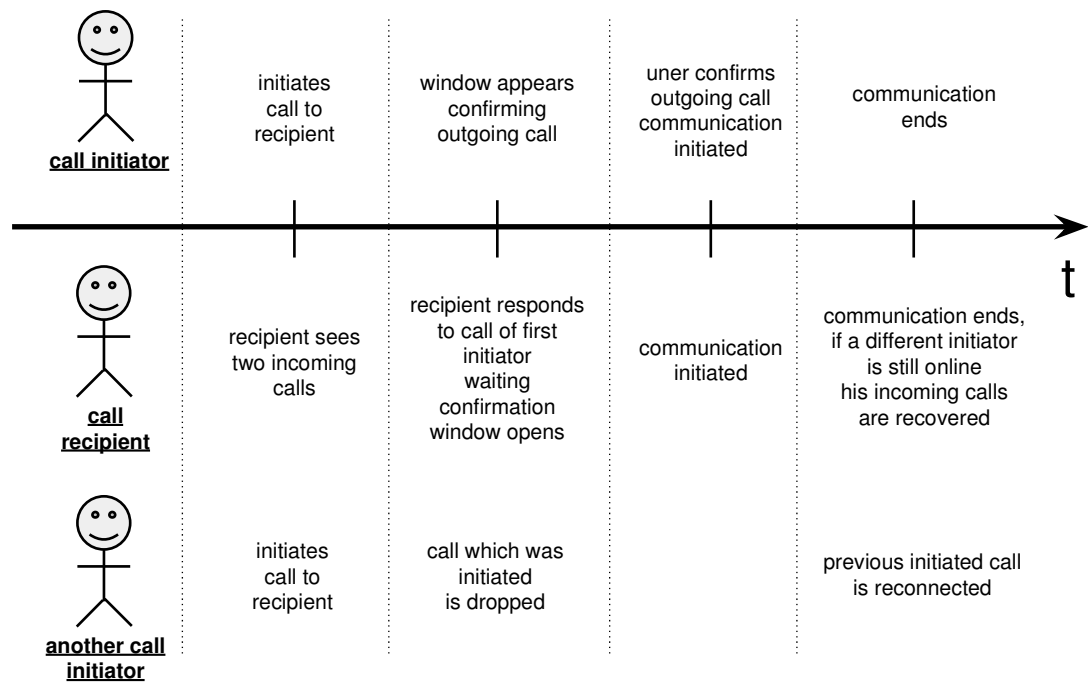 call initiator
initiates
call to
recipient
window appears
confirming
outgoing call
uner confirms
outgoing call
communication
initiated
communication
ends
t
call
recipient
recipient sees
two incoming
calls
recipient responds
to call of first
initiator
waiting
confirmation
window opens
communication
initiated
communication ends,
if a different initiator
is still online
his incoming calls
are recovered
another call
initiator
initiates
call to
recipient
call which was
initiated
is dropped
previous initiated call
is reconnected